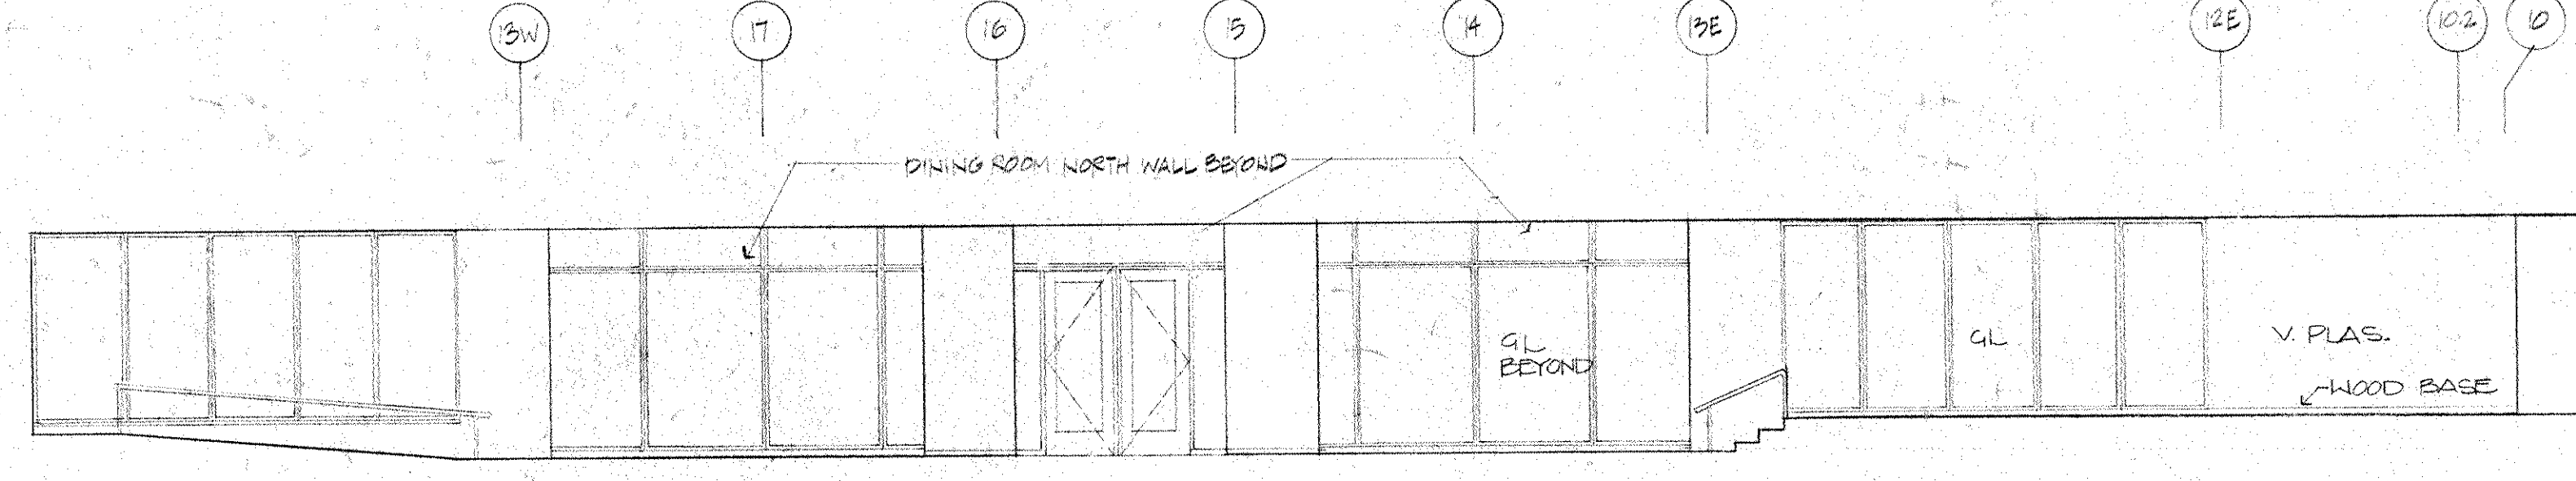 13W 17 16 15 14 13E 12E 10.2 10
DINING ROOM NORTH WALL BEYOND
GL
BEYOND
GL
V. PLAS.
WOOD BASE